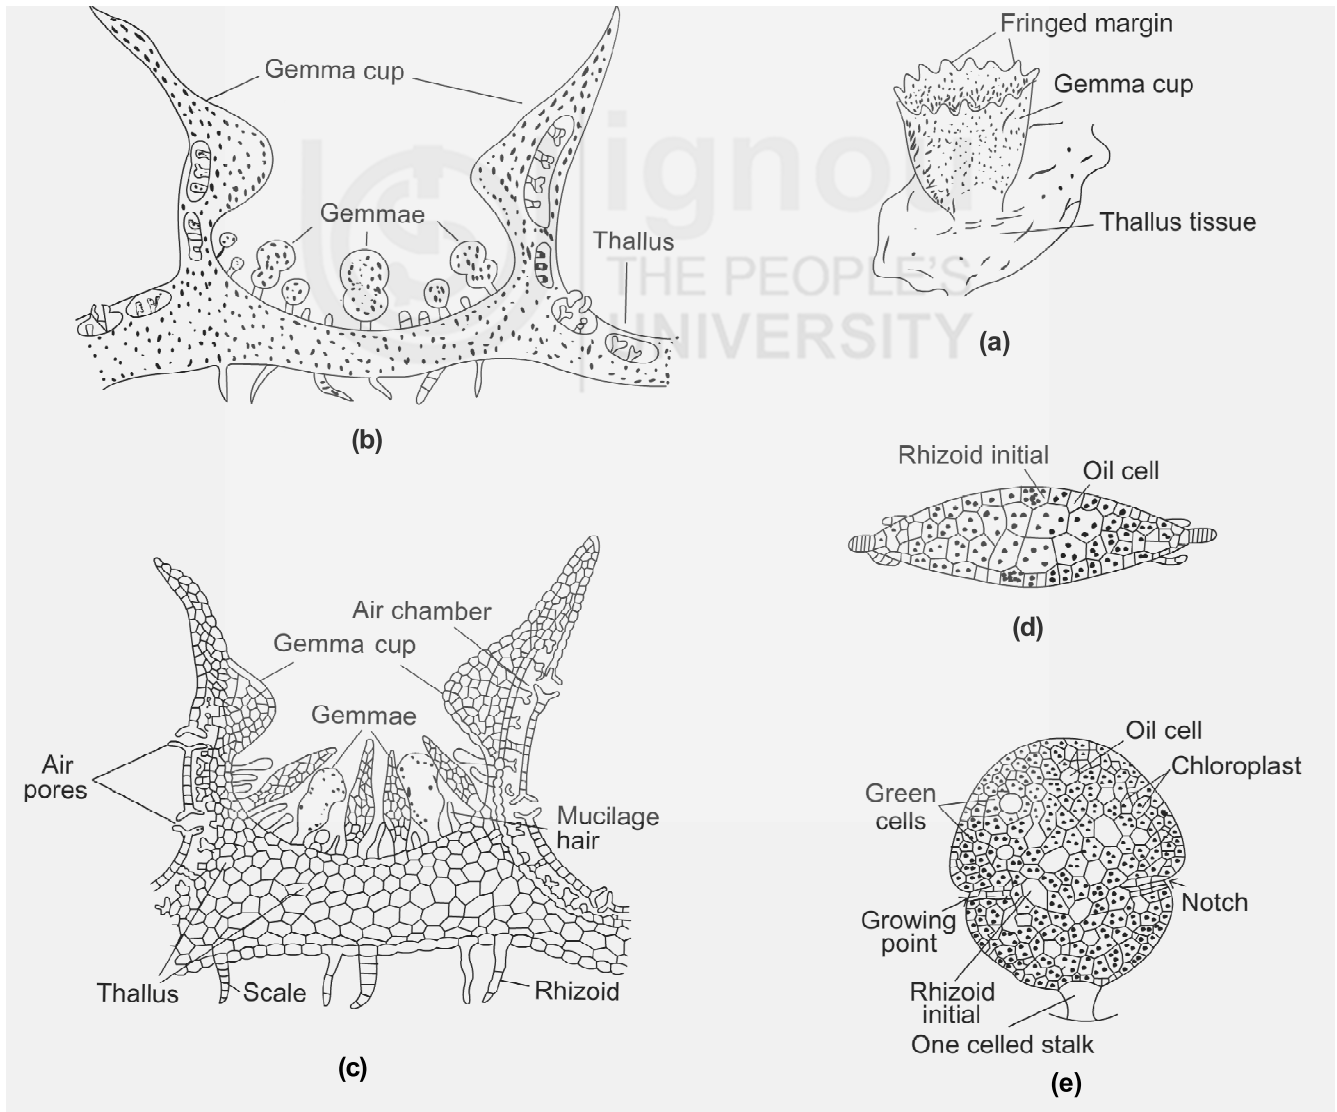 Gemma cup
Gemmae
Thallus
(b)
Fringed margin
Gemma cup
Thallus tissue
(a)
ignou
THE PEOPLE'S
UNIVERSITY
Rhizoid initial
Oil cell
(d)
Air chamber
Gemma cup
Gemmae
Air
pores
Mucilage
hair
Thallus
Scale
Rhizoid
(c)
Oil cell
Chloroplast
Green
cells
Notch
Growing
point
Rhizoid
initial
One celled stalk
(e)